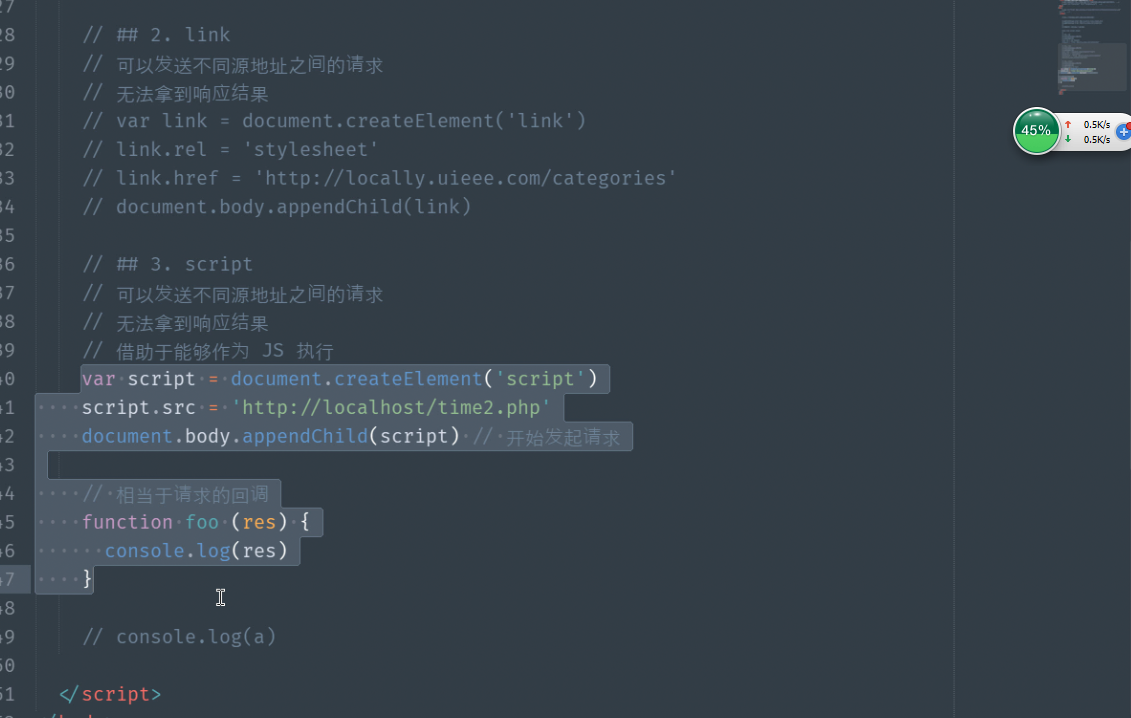 27
28 // ## 2. link
29 // 可以发送不同源地址之间的请求
30 // 无法拿到响应结果
31 // var link = document.createElement('link')
32 // link.rel = 'stylesheet'
33 // link.href = 'http://locally.uieee.com/categories'
34 // document.body.appendChild(link)
35
36 // ## 3. script
37 // 可以发送不同源地址之间的请求
38 // 无法拿到响应结果
39 // 借助于能够作为 JS 执行
40 var script = document.createElement('script')
41 script.src = 'http://localhost/time2.php'
42 document.body.appendChild(script) // 开始发起请求
43
44 // 相当于请求的回调
45 function foo (res) {
46 console.log(res)
47 }
48
49 // console.log(a)
50
51 </script>
45%
0.5K/s
0.5K/s